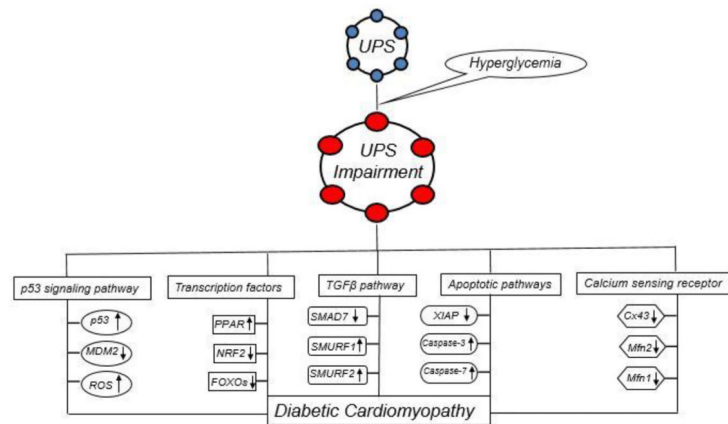 UPS
Hyperglycemia
UPS
Impairment
p53 signaling pathway
Transcription factors
TGFβ pathway
Apoptotic pathways
Calcium sensing receptor
p53 ↑
PPAR ↑
SMAD7 ↓
XIAP ↓
Cx43 ↓
MDM2 ↓
NRF2 ↓
SMURF1 ↑
Caspase-3 ↑
Mfn2 ↓
ROS ↑
FOXOs ↓
SMURF2 ↑
Caspase-7 ↑
Mfn1 ↓
Diabetic Cardiomyopathy